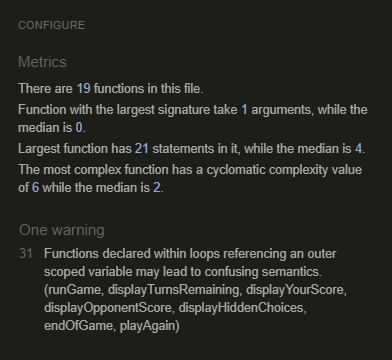 CONFIGURE
Metrics
There are 19 functions in this file.
Function with the largest signature take 1 arguments, while the
median is 0.
Largest function has 21 statements in it, while the median is 4.
The most complex function has a cyclomatic complexity value
of 6 while the median is 2.
One warning
31 Functions declared within loops referencing an outer
scoped variable may lead to confusing semantics.
(runGame, displayTurnsRemaining, displayYourScore,
displayOpponentScore, displayHiddenChoices,
endOfGame, playAgain)